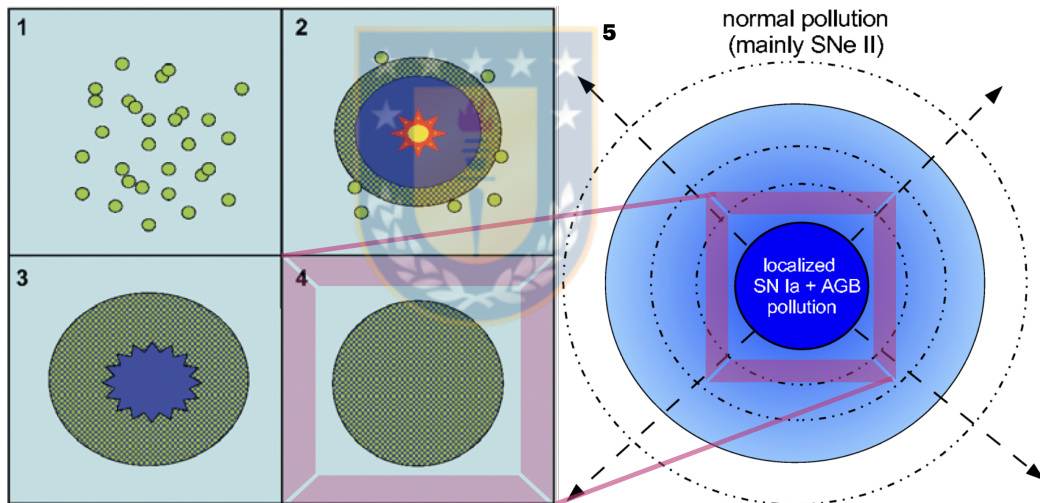 1
2
3
4
5
normal pollution
(mainly SNe II)
localized
SN Ia + AGB
pollution